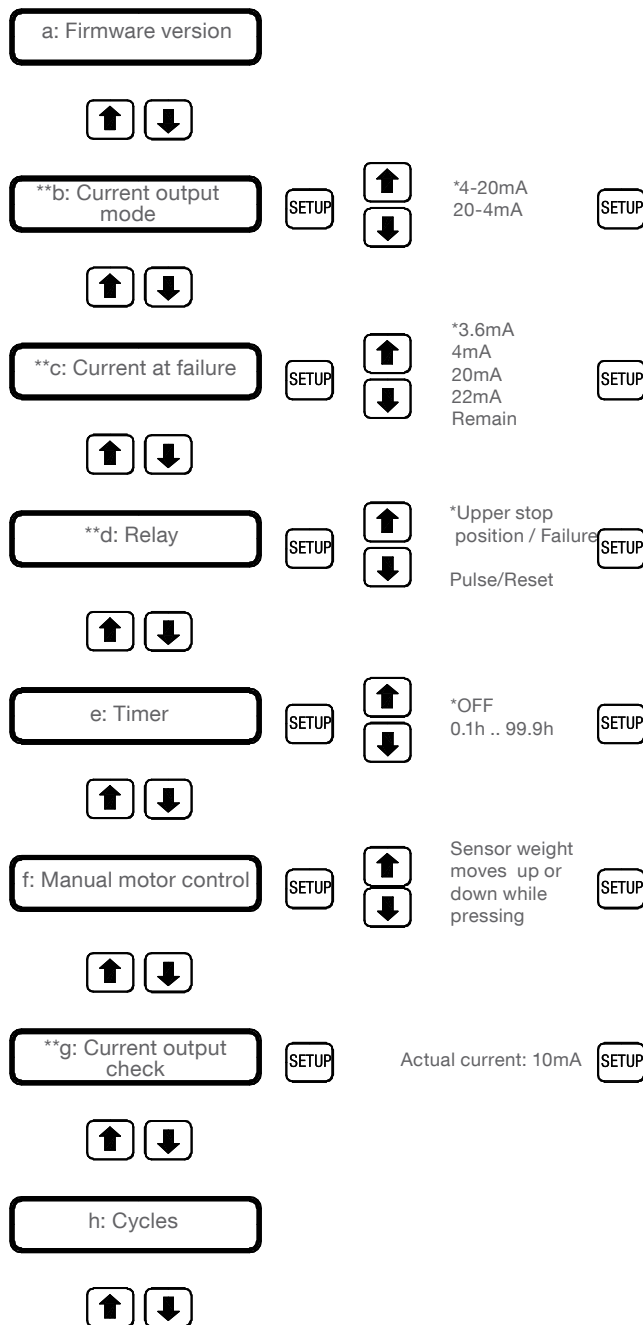 a: Firmware version
**b: Current output
mode
SETUP
*4-20mA
20-4mA
SETUP
**c: Current at failure
SETUP
*3.6mA
4mA
20mA
22mA
Remain
SETUP
**d: Relay
SETUP
*Upper stop
position / Failure
Pulse/Reset
SETUP
e: Timer
SETUP
*OFF
0.1h .. 99.9h
SETUP
f: Manual motor control
SETUP
Sensor weight
moves up or
down while
pressing
SETUP
**g: Current output
check
SETUP
Actual current: 10mA
SETUP
h: Cycles